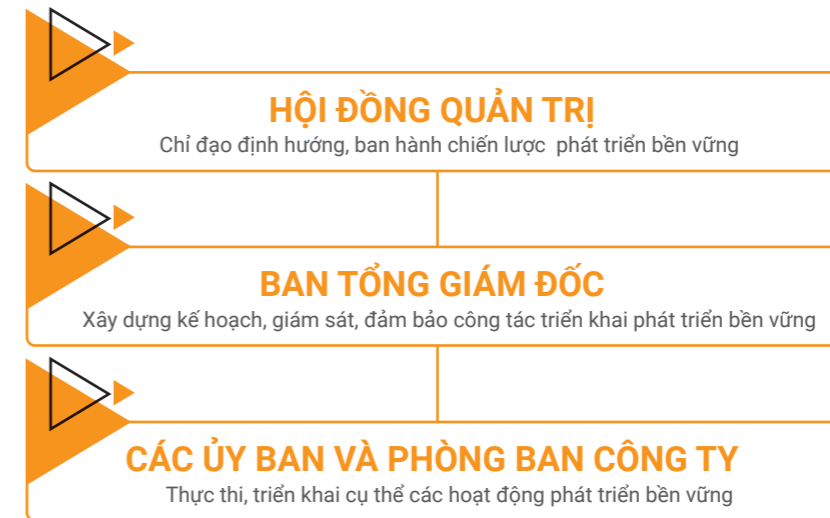 HỘI ĐỒNG QUẢN TRỊ
Chỉ đạo định hướng, ban hành chiến lược phát triển bền vững
BAN TỔNG GIÁM ĐỐC
Xây dựng kế hoạch, giám sát, đảm bảo công tác triển khai phát triển bền vững
CÁC ỦY BAN VÀ PHÒNG BAN CÔNG TY
Thực thi, triển khai cụ thể các hoạt động phát triển bền vững